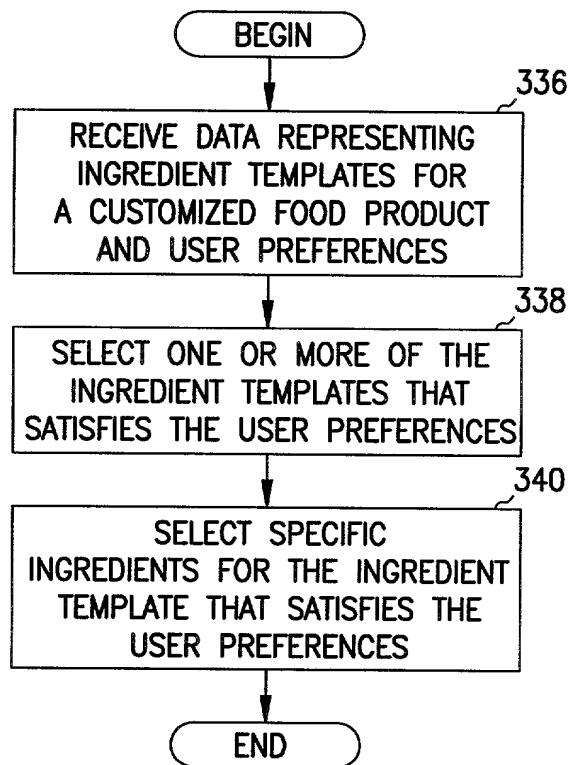 BEGIN
336
RECEIVE DATA REPRESENTING
INGREDIENT TEMPLATES FOR
A CUSTOMIZED FOOD PRODUCT
AND USER PREFERENCES
338
SELECT ONE OR MORE OF THE
INGREDIENT TEMPLATES THAT
SATISFIES THE USER PREFERENCES
340
SELECT SPECIFIC
INGREDIENTS FOR THE INGREDIENT
TEMPLATE THAT SATISFIES THE
USER PREFERENCES
END